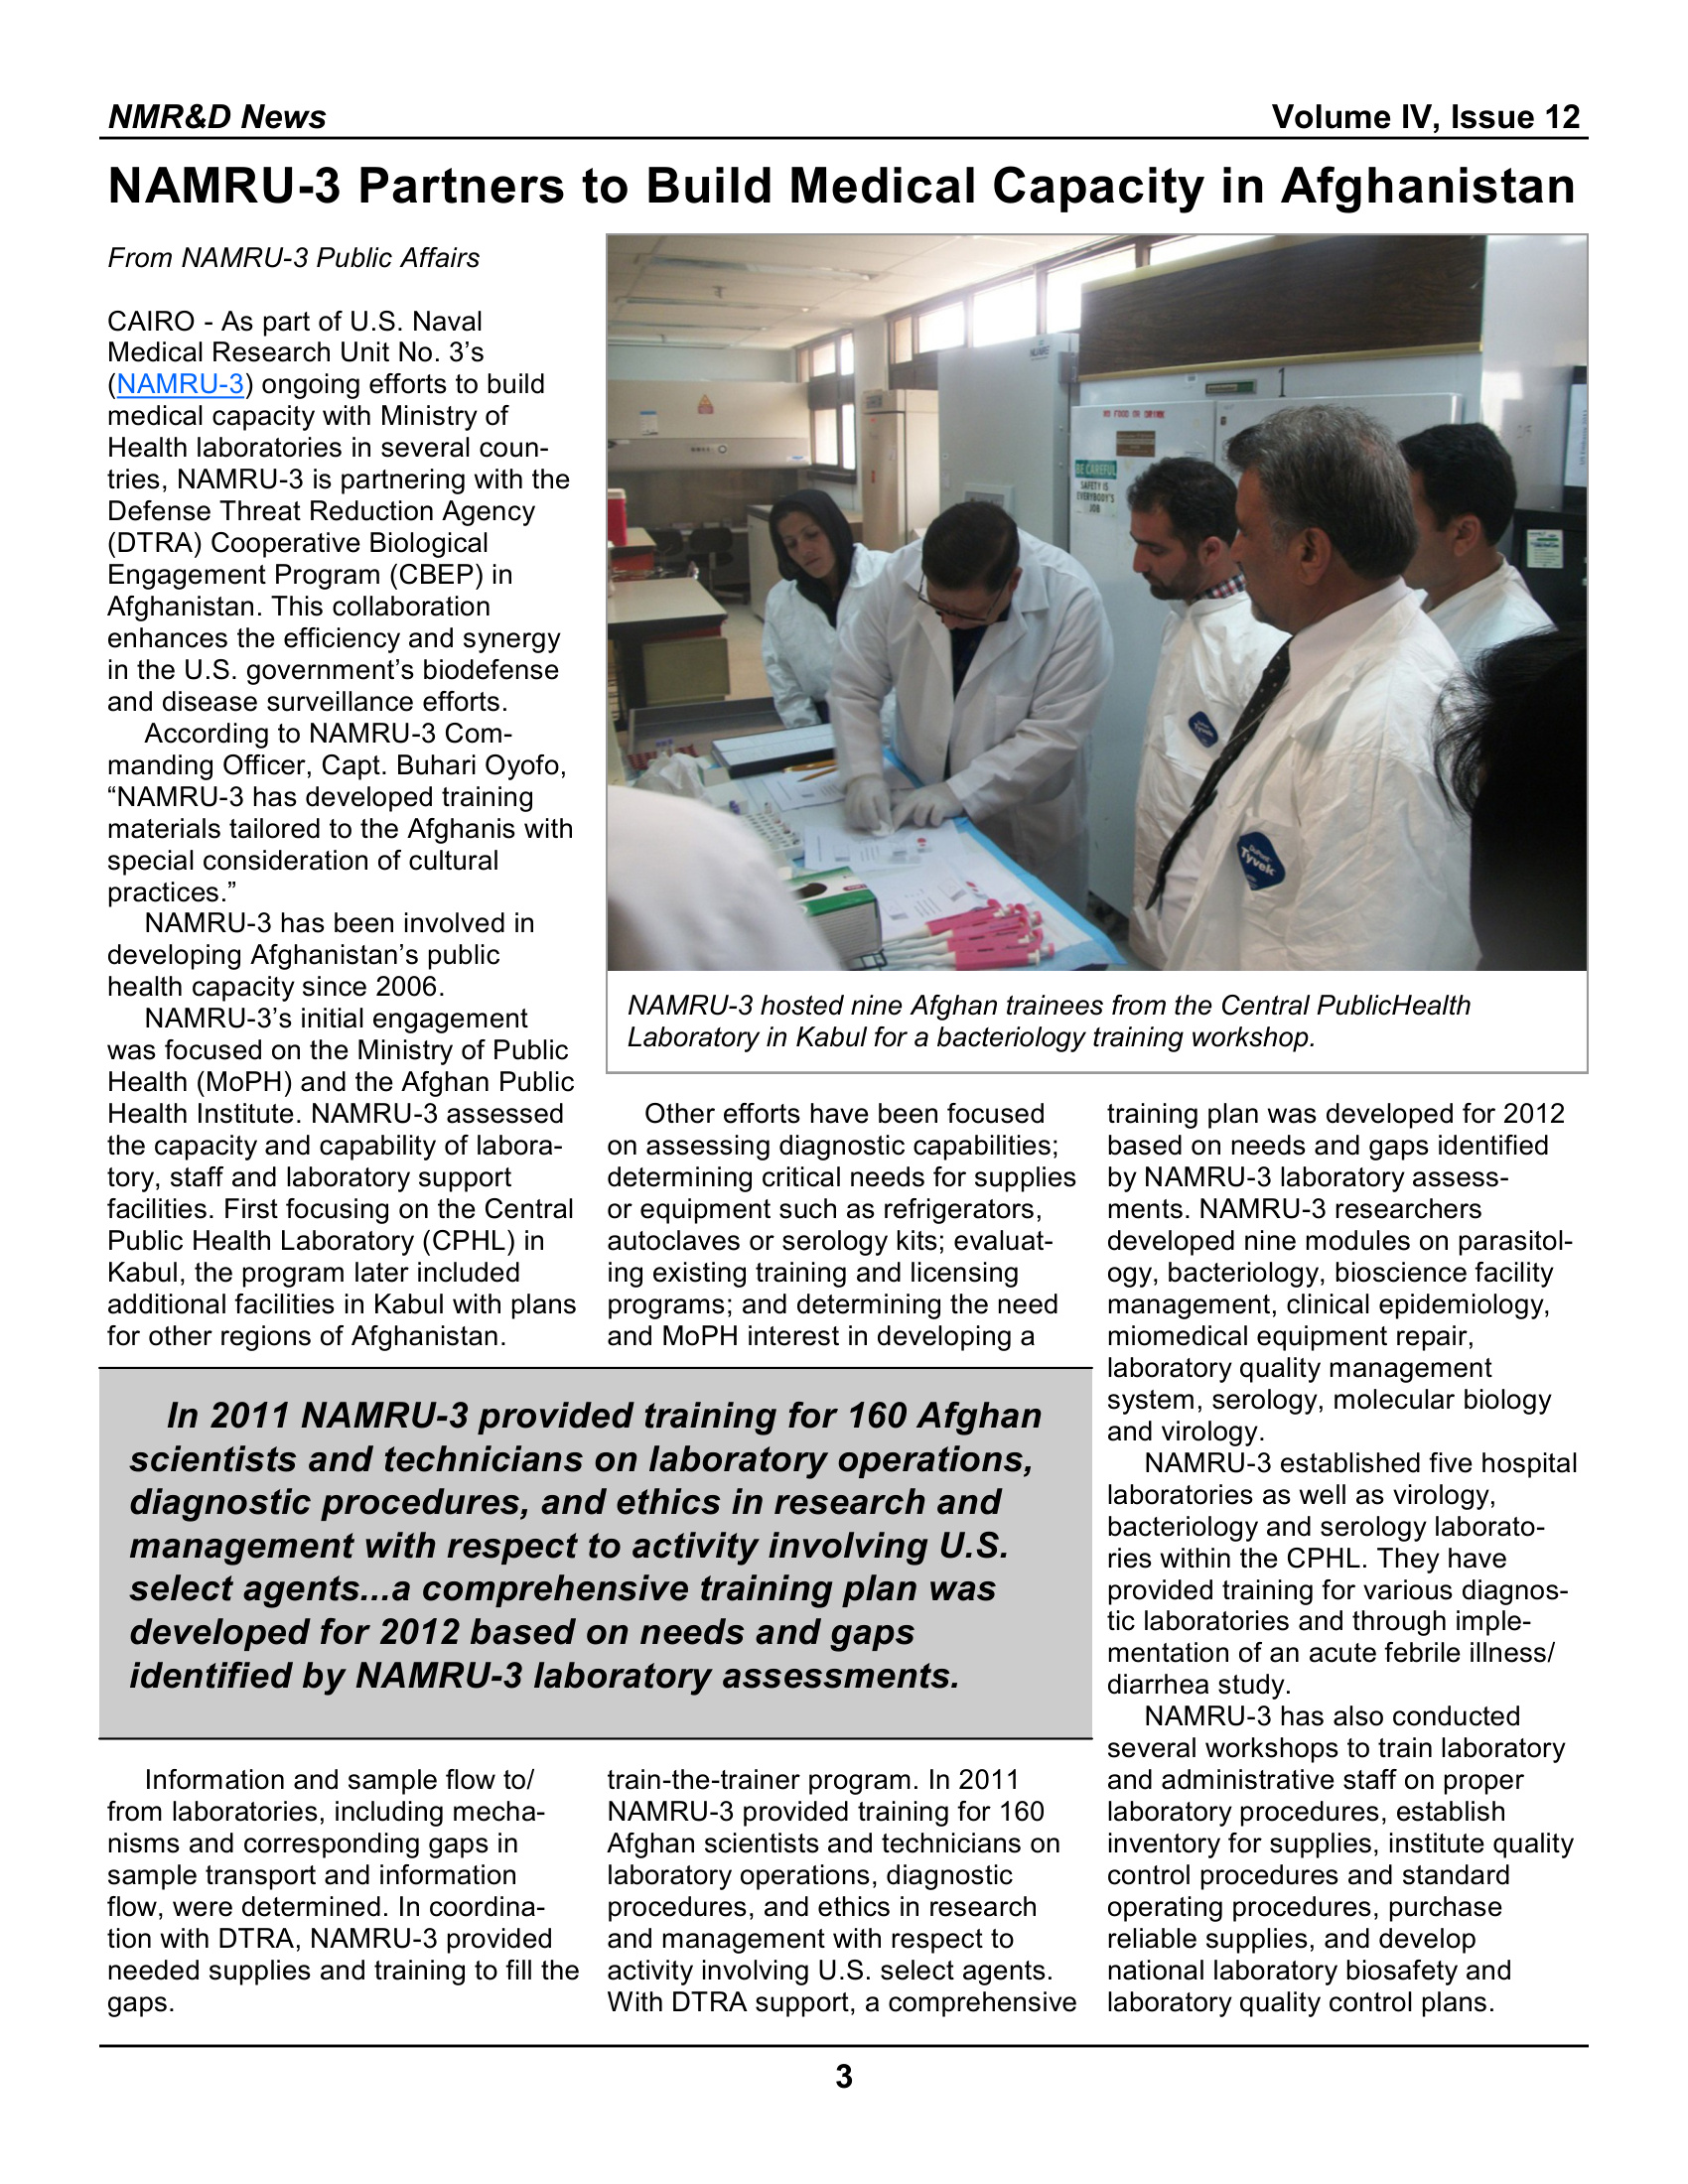 NMR&D News
Volume IV, Issue 12
NAMRU-3 Partners to Build Medical Capacity in Afghanistan
From NAMRU-3 Public Affairs
CAIRO - As part of U.S. Naval
Medical Research Unit No. 3’s
(NAMRU-3) ongoing efforts to build
medical capacity with Ministry of
Health laboratories in several coun-
tries, NAMRU-3 is partnering with the
Defense Threat Reduction Agency
(DTRA) Cooperative Biological
Engagement Program (CBEP) in
Afghanistan. This collaboration
enhances the efficiency and synergy
in the U.S. government’s biodefense
and disease surveillance efforts.
According to NAMRU-3 Com-
manding Officer, Capt. Buhari Oyofo,
“NAMRU-3 has developed training
materials tailored to the Afghanis with
special consideration of cultural
practices.”
NAMRU-3 has been involved in
developing Afghanistan’s public
health capacity since 2006.
NAMRU-3’s initial engagement
was focused on the Ministry of Public
Health (MoPH) and the Afghan Public
Health Institute. NAMRU-3 assessed
the capacity and capability of labora-
tory, staff and laboratory support
facilities. First focusing on the Central
Public Health Laboratory (CPHL) in
Kabul, the program later included
additional facilities in Kabul with plans
for other regions of Afghanistan.
NO FOOD OR DRINK
BE CAREFUL
SAFETY IS
EVERYBODY'S
JOB
Tyvek
DuPont
Tyvek
NAMRU-3 hosted nine Afghan trainees from the Central PublicHealth
Laboratory in Kabul for a bacteriology training workshop.
Other efforts have been focused
on assessing diagnostic capabilities;
determining critical needs for supplies
or equipment such as refrigerators,
autoclaves or serology kits; evaluat-
ing existing training and licensing
programs; and determining the need
and MoPH interest in developing a
In 2011 NAMRU-3 provided training for 160 Afghan
scientists and technicians on laboratory operations,
diagnostic procedures, and ethics in research and
management with respect to activity involving U.S.
select agents...a comprehensive training plan was
developed for 2012 based on needs and gaps
identified by NAMRU-3 laboratory assessments.
Information and sample flow to/
from laboratories, including mecha-
nisms and corresponding gaps in
sample transport and information
flow, were determined. In coordina-
tion with DTRA, NAMRU-3 provided
needed supplies and training to fill the
gaps.
train-the-trainer program. In 2011
NAMRU-3 provided training for 160
Afghan scientists and technicians on
laboratory operations, diagnostic
procedures, and ethics in research
and management with respect to
activity involving U.S. select agents.
With DTRA support, a comprehensive
training plan was developed for 2012
based on needs and gaps identified
by NAMRU-3 laboratory assess-
ments. NAMRU-3 researchers
developed nine modules on parasitol-
ogy, bacteriology, bioscience facility
management, clinical epidemiology,
miomedical equipment repair,
laboratory quality management
system, serology, molecular biology
and virology.
NAMRU-3 established five hospital
laboratories as well as virology,
bacteriology and serology laborato-
ries within the CPHL. They have
provided training for various diagnos-
tic laboratories and through imple-
mentation of an acute febrile illness/
diarrhea study.
NAMRU-3 has also conducted
several workshops to train laboratory
and administrative staff on proper
laboratory procedures, establish
inventory for supplies, institute quality
control procedures and standard
operating procedures, purchase
reliable supplies, and develop
national laboratory biosafety and
laboratory quality control plans.
3